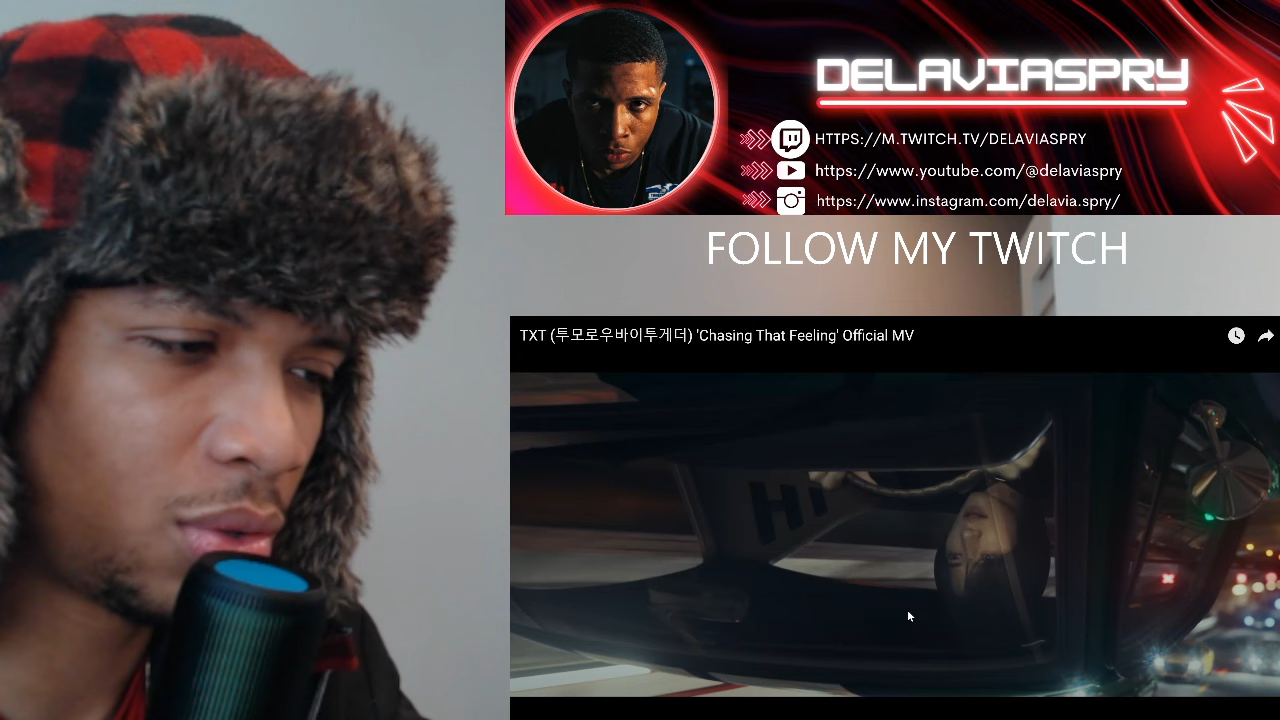 DELAVIASPRY
HTTPS://M.TWITCH.TV/DELAVIASPRY
https://www.youtube.com/@delaviaspry
https://www.instagram.com/delavia.spry/
FOLLOW MY TWITCH
TXT (투모로우바이투게더) 'Chasing That Feeling' Official MV